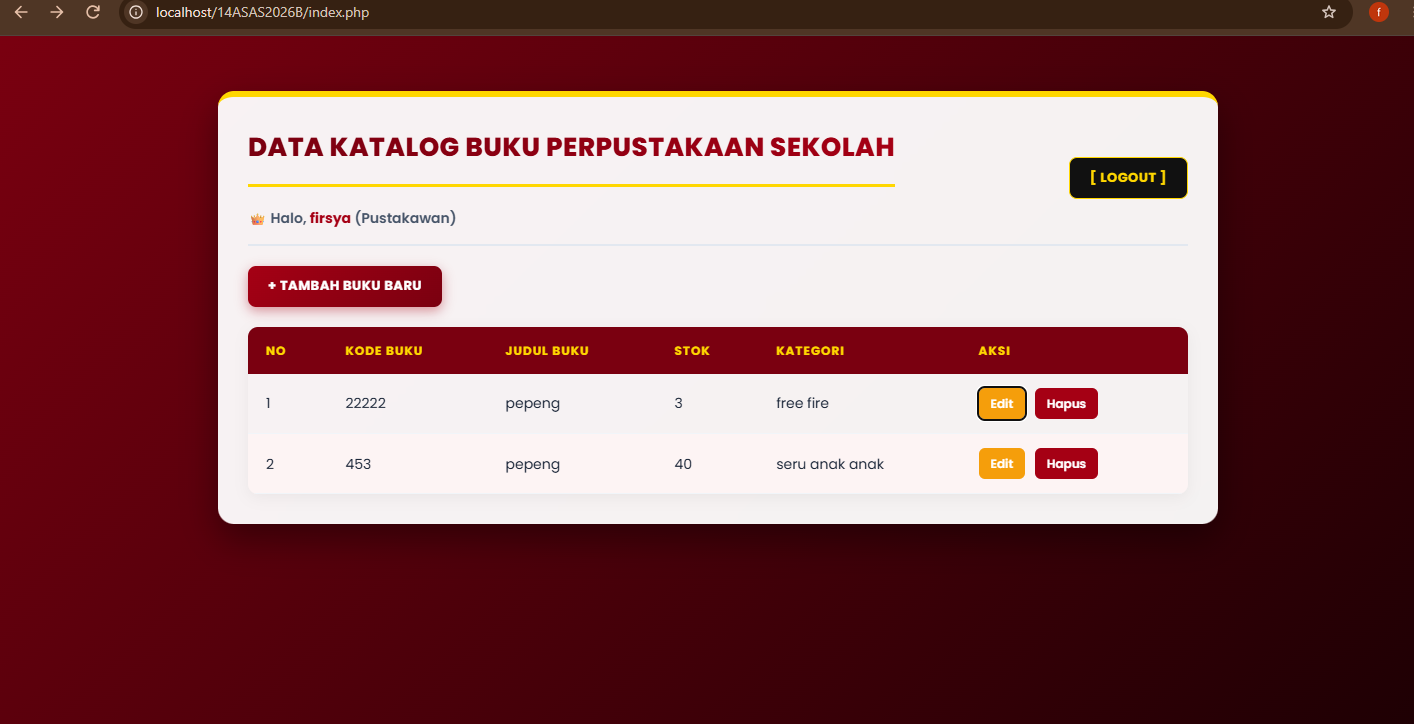 localhost/14ASAS2026B/index.php
f
DATA KATALOG BUKU PERPUSTAKAAN SEKOLAH
[ LOGOUT ]
Halo, firsya (Pustakawan)
+ TAMBAH BUKU BARU
NO KODE BUKU JUDUL BUKU STOK KATEGORI AKSI
1 22222 pepeng 3 free fire Edit Hapus
2 453 pepeng 40 seru anak anak Edit Hapus